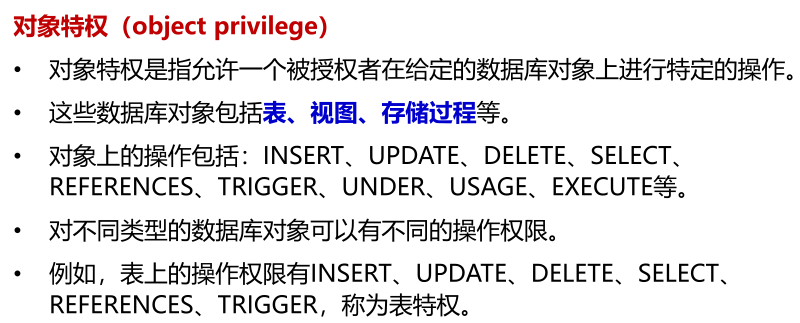 对象特权（object privilege）
• 对象特权是指允许一个被授权者在给定的数据库对象上进行特定的操作。
• 这些数据库对象包括表、视图、存储过程等。
• 对象上的操作包括：INSERT、UPDATE、DELETE、SELECT、
REFERENCES、TRIGGER、UNDER、USAGE、EXECUTE等。
• 对不同类型的数据库对象可以有不同的操作权限。
• 例如，表上的操作权限有INSERT、UPDATE、DELETE、SELECT、
REFERENCES、TRIGGER，称为表特权。